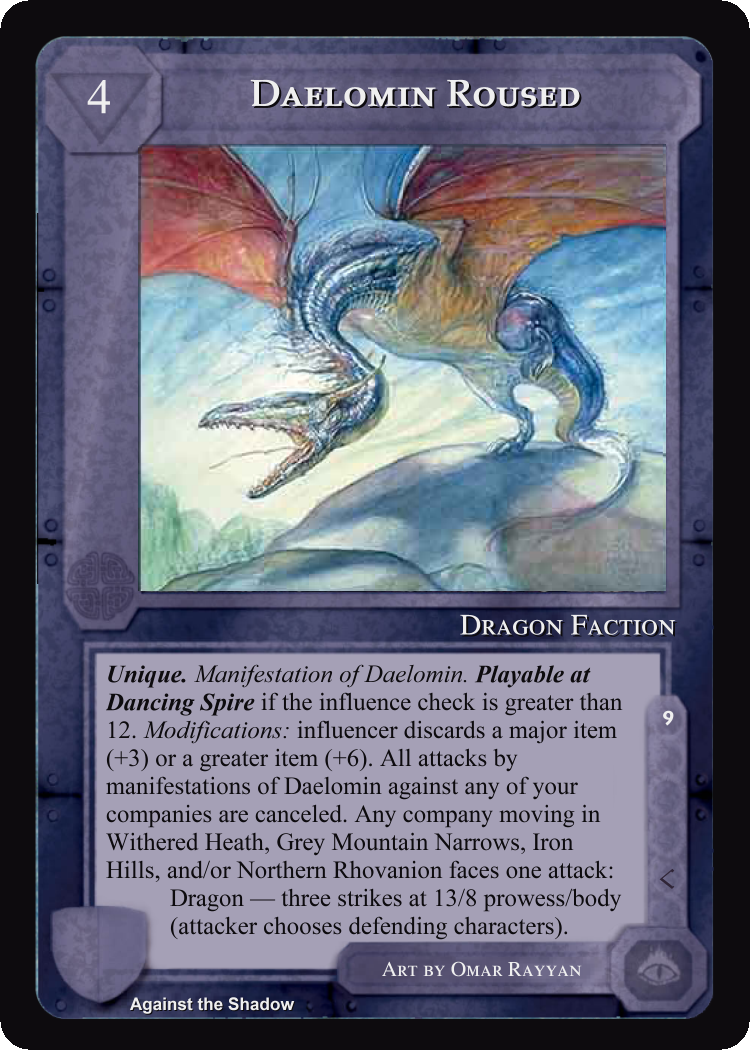 4
Daelomin Roused
Dragon Faction
Unique. Manifestation of Daelomin. Playable at
Dancing Spire if the influence check is greater than
12. Modifications: influencer discards a major item
(+3) or a greater item (+6). All attacks by
manifestations of Daelomin against any of your
companies are canceled. Any company moving in
Withered Heath, Grey Mountain Narrows, Iron
Hills, and/or Northern Rhovanion faces one attack:
Dragon — three strikes at 13/8 prowess/body
(attacker chooses defending characters).
9
Art by Omar Rayyan
Against the Shadow